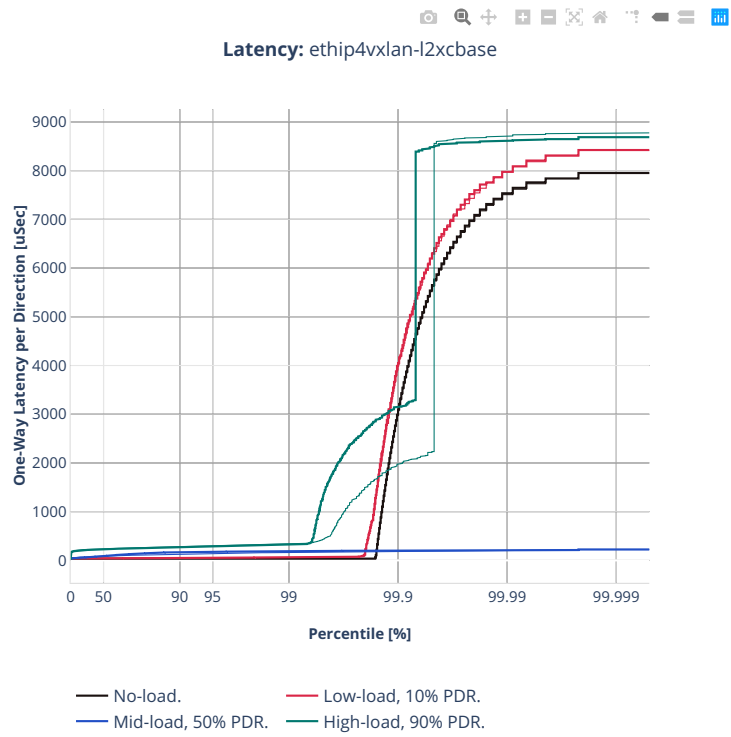 Latency: ethip4vxlan-l2xcbase
One-Way Latency per Direction [uSec]
9000
8000
7000
6000
5000
4000
3000
2000
1000
0
0 50 90 95 99 99.9 99.99 99.999
Percentile [%]
No-load. Low-load, 10% PDR.
Mid-load, 50% PDR. High-load, 90% PDR.